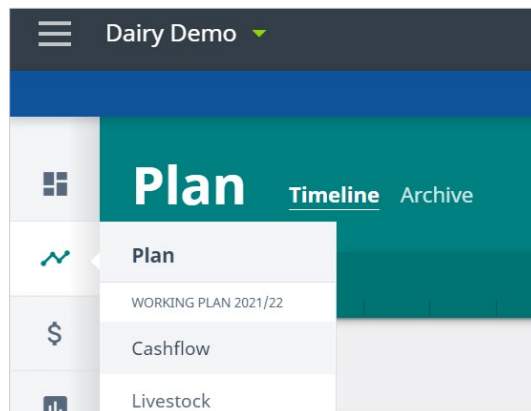 Dairy Demo
Plan Timeline Archive
Plan
WORKING PLAN 2021/22
Cashflow
Livestock